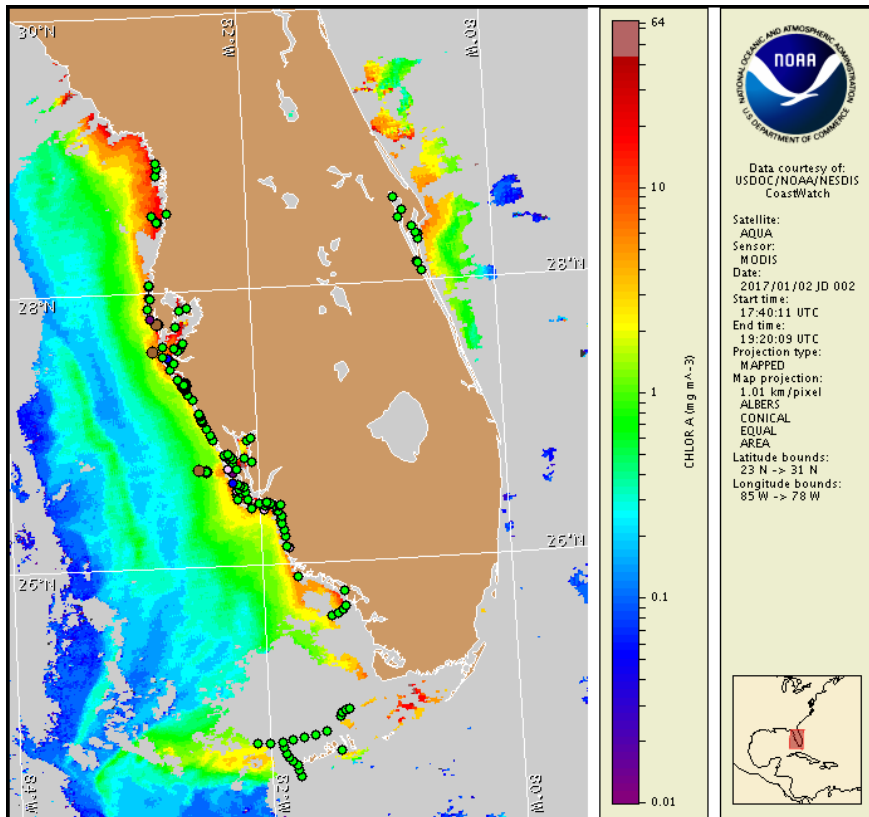 30°N
82°W
80°W
28°N
28°N
26°N
26°N
84°W
82°W
80°W
64
10
1
0.1
0.01
CHLOR A (mg m^-3)
NATIONAL OCEANIC AND ATMOSPHERIC ADMINISTRATION
NOAA
U.S. DEPARTMENT OF COMMERCE
Data courtesy of:
USDOC/NOAA/NESDIS
CoastWatch
Satellite:
AQUA
Sensor:
MODIS
Date:
2017/01/02 JD 002
Start time:
17:40:11 UTC
End time:
19:20:09 UTC
Projection type:
MAPPED
Map projection:
1.01 km/pixel
ALBERS
CONICAL
EQUAL
AREA
Latitude bounds:
23 N -> 31 N
Longitude bounds:
85 W -> 78 W